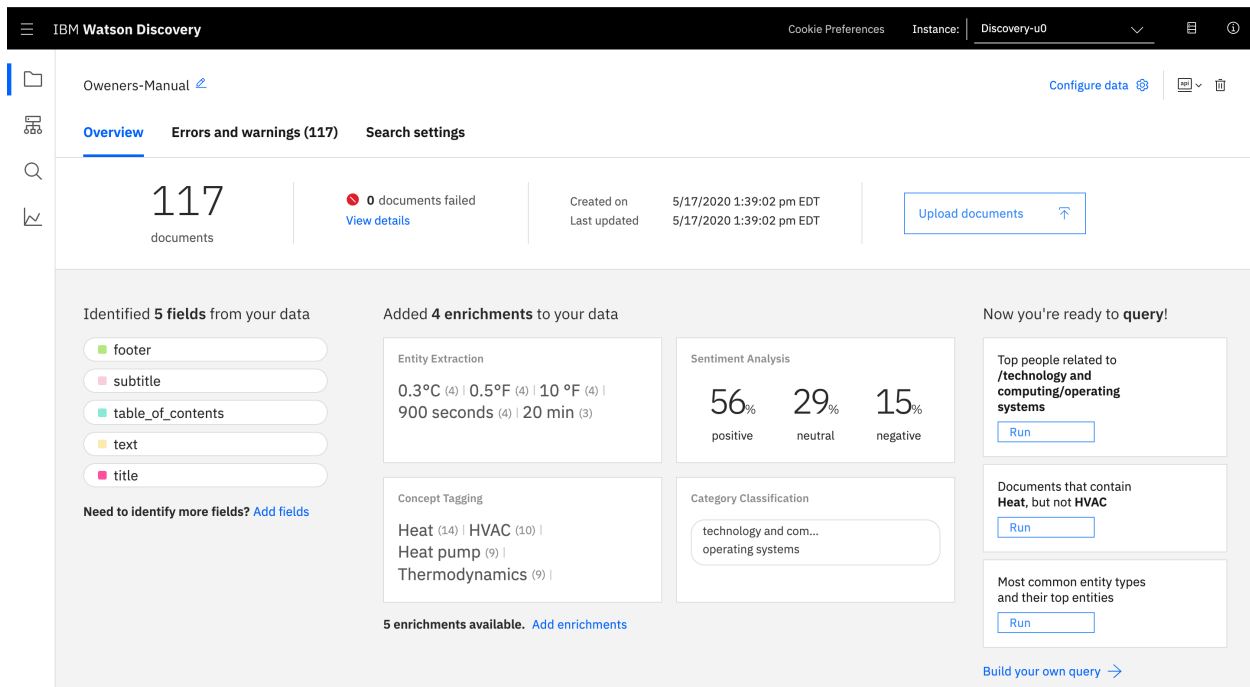 IBM Watson Discovery
Cookie Preferences
Instance:
Discovery-u0
Oweners-Manual
Configure data
api
Overview
Errors and warnings (117)
Search settings
117
documents
0 documents failed
View details
Created on 5/17/2020 1:39:02 pm EDT
Last updated 5/17/2020 1:39:02 pm EDT
Upload documents
Identified 5 fields from your data
footer
subtitle
table_of_contents
text
title
Need to identify more fields? Add fields
Added 4 enrichments to your data
Entity Extraction
0.3°C (4) | 0.5°F (4) | 10 °F (4) |
900 seconds (4) | 20 min (3)
Sentiment Analysis
56% 29% 15%
positive neutral negative
Concept Tagging
Heat (14) | HVAC (10) |
Heat pump (9) |
Thermodynamics (9) |
Category Classification
technology and com...
operating systems
5 enrichments available. Add enrichments
Now you're ready to query!
Top people related to
/technology and
computing/operating
systems
Run
Documents that contain
Heat, but not HVAC
Run
Most common entity types
and their top entities
Run
Build your own query